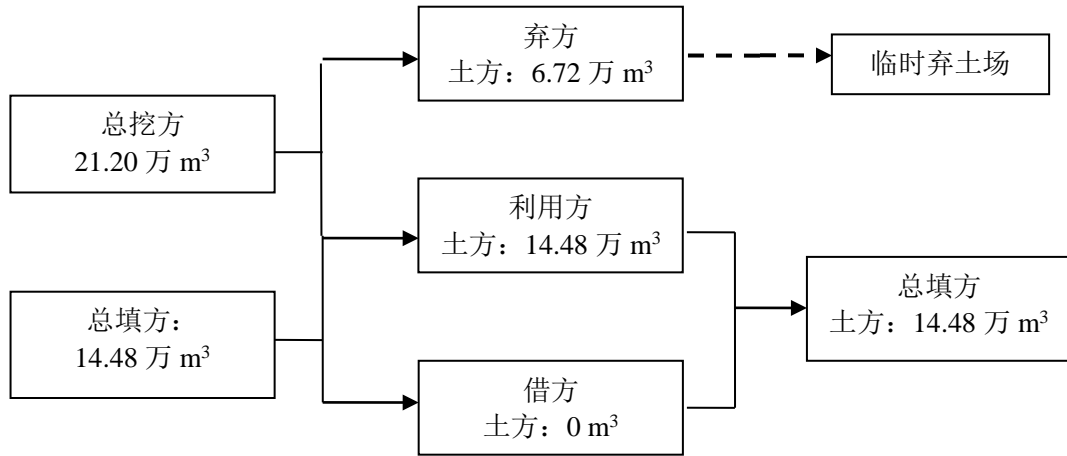 弃方
土方：6.72 万 m³
临时弃土场
总挖方
21.20 万 m³
利用方
土方：14.48 万 m³
总填方：
14.48 万 m³
总填方
土方：14.48 万 m³
借方
土方：0 m³